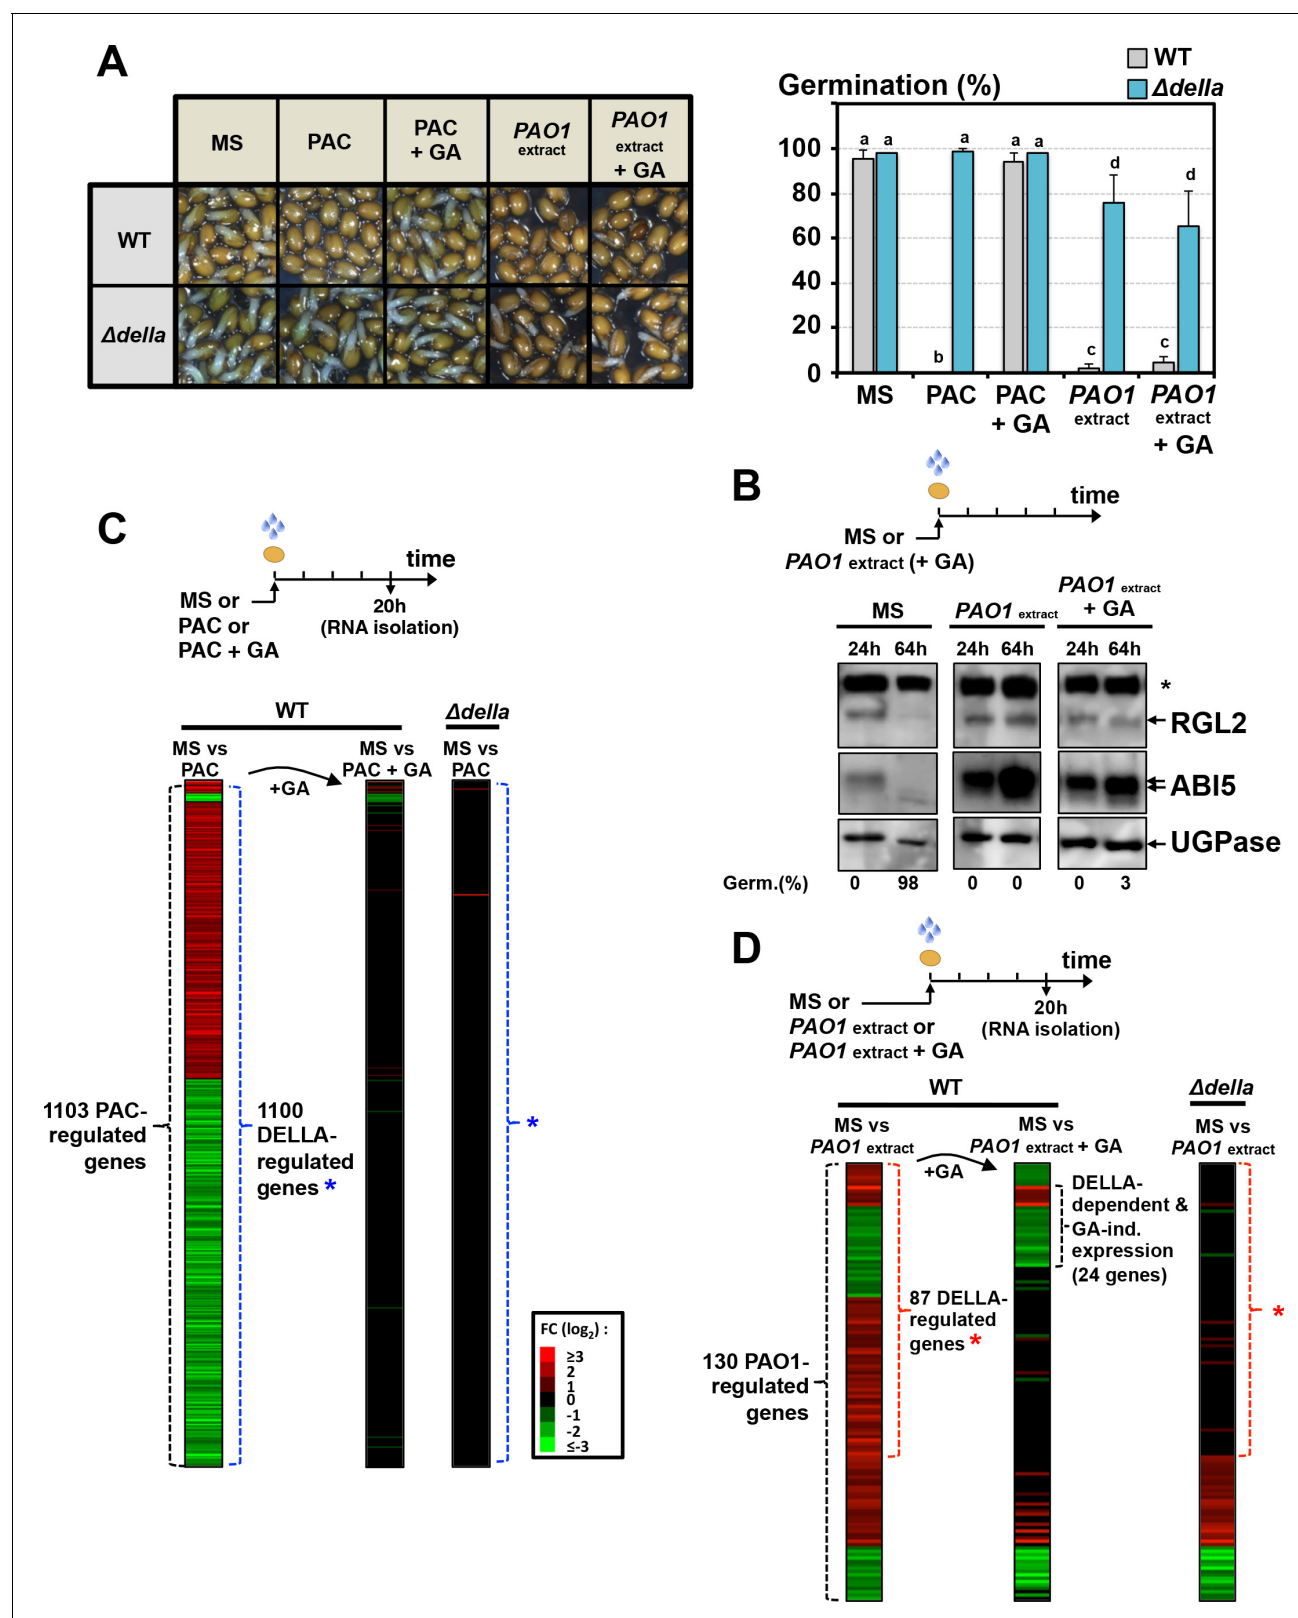 A
MS
PAC
PAC
+ GA
PAO1
extract
PAO1
extract
+ GA
WT
Δdella
WT
Δdella
Germination (%)
100
80
60
40
20
0
a
a
b
a
a
a
c
d
c
d
MS
PAC
PAC
+ GA
PAO1
extract
PAO1
extract
+ GA
B
time
MS or
PAO1 extract (+ GA)
MS
PAO1 extract
PAO1 extract
+ GA
24h
64h
24h
64h
24h
64h
*
RGL2
ABI5
UGPase
Germ.(%)
0
98
0
0
0
3
C
time
MS or
PAC or
PAC + GA
20h
(RNA isolation)
WT
Δdella
MS vs
PAC
+GA
MS vs
PAC + GA
MS vs
PAC
1103 PAC-
regulated
genes
1100
DELLA-
regulated
genes *
*
FC (log2) :
≥3
2
1
0
-1
-2
≤-3
D
time
MS or
PAO1 extract or
PAO1 extract + GA
20h
(RNA isolation)
WT
Δdella
MS vs
PAO1 extract
+GA
MS vs
PAO1 extract + GA
MS vs
PAO1 extract
DELLA-
dependent &
GA-ind.
expression
(24 genes)
87 DELLA-
regulated
genes *
*
130 PAO1-
regulated
genes